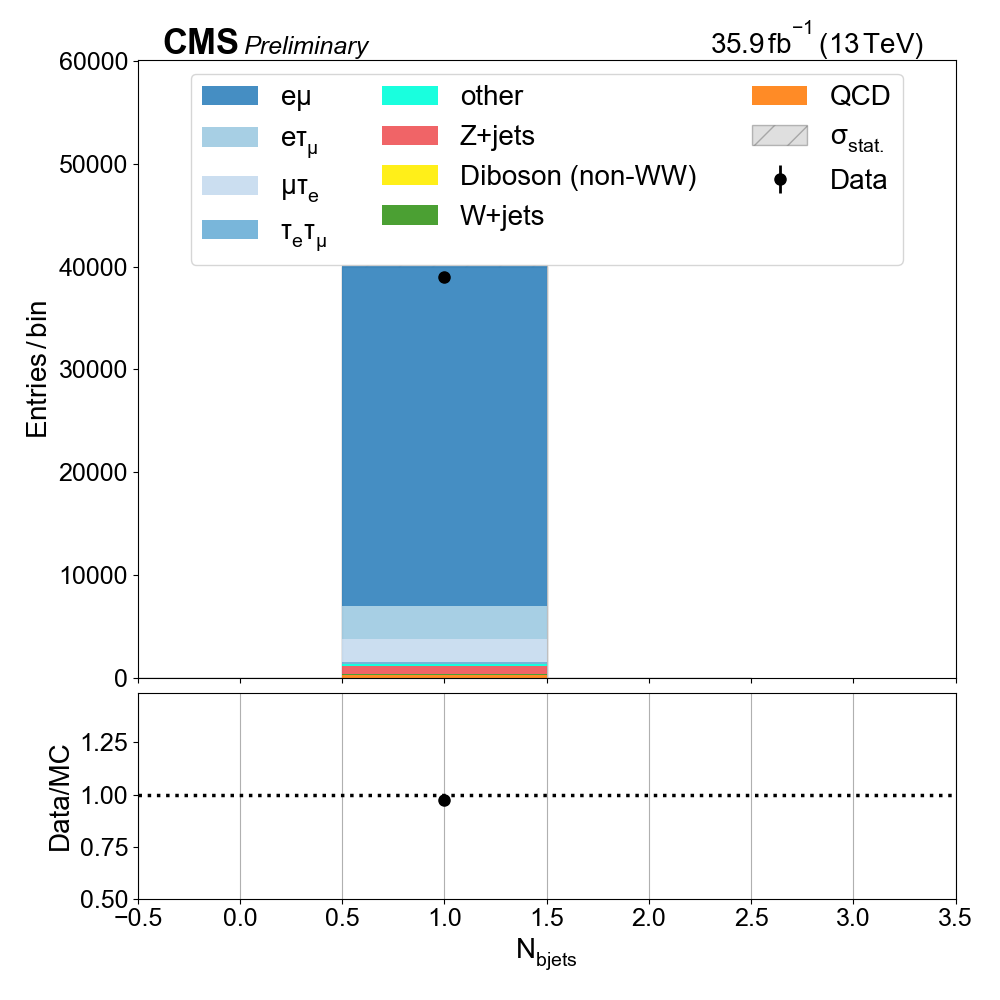 CMS Preliminary 35.9 fb⁻¹ (13 TeV)
60000
50000
40000
30000
20000
10000
0
Entries / bin
eμ
eτμ
μτe
τeτμ
other
Z+jets
Diboson (non-WW)
W+jets
QCD
σstat.
Data
1.25
1.00
0.75
0.50
Data/MC
−0.5 0.0 0.5 1.0 1.5 2.0 2.5 3.0 3.5
Nbjets